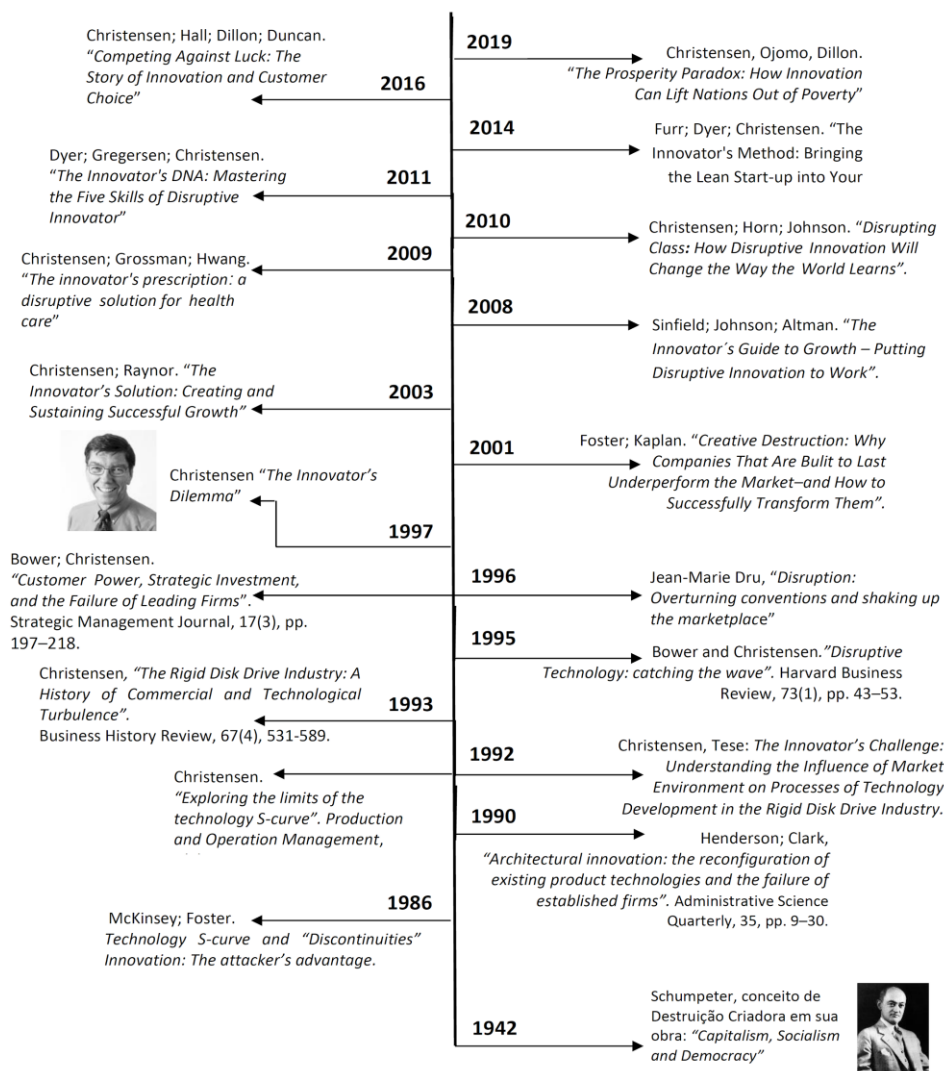 Christensen; Hall; Dillon; Duncan.
“Competing Against Luck: The
Story of Innovation and Customer
Choice”
2016
2019
Christensen, Ojomo, Dillon.
“The Prosperity Paradox: How Innovation
Can Lift Nations Out of Poverty”
2014
Furr; Dyer; Christensen. “The
Innovator's Method: Bringing
the Lean Start-up into Your
Dyer; Gregersen; Christensen.
“The Innovator's DNA: Mastering
the Five Skills of Disruptive
Innovator”
2011
2010
Christensen; Horn; Johnson. “Disrupting
Class: How Disruptive Innovation Will
Change the Way the World Learns”.
Christensen; Grossman; Hwang.
“The innovator's prescription: a
disruptive solution for health
care”
2009
2008
Sinfield; Johnson; Altman. “The
Innovator´s Guide to Growth – Putting
Disruptive Innovation to Work”.
Christensen; Raynor. “The
Innovator’s Solution: Creating and
Sustaining Successful Growth”
2003
2001
Foster; Kaplan. “Creative Destruction: Why
Companies That Are Bulit to Last
Underperform the Market–and How to
Successfully Transform Them”.
Christensen “The Innovator’s
Dilemma”
1997
Bower; Christensen.
“Customer Power, Strategic Investment,
and the Failure of Leading Firms”.
Strategic Management Journal, 17(3), pp.
197–218.
1996
Jean-Marie Dru, “Disruption:
Overturning conventions and shaking up
the marketplace”
1995
Bower and Christensen.”Disruptive
Technology: catching the wave”. Harvard Business
Review, 73(1), pp. 43–53.
Christensen, “The Rigid Disk Drive Industry: A
History of Commercial and Technological
Turbulence”.
Business History Review, 67(4), 531-589.
1993
1992
Christensen, Tese: The Innovator’s Challenge:
Understanding the Influence of Market
Environment on Processes of Technology
Development in the Rigid Disk Drive Industry.
Christensen.
“Exploring the limits of the
technology S-curve”. Production
and Operation Management,
1990
Henderson; Clark,
“Architectural innovation: the reconfiguration of
existing product technologies and the failure of
established firms”. Administrative Science
Quarterly, 35, pp. 9–30.
1986
McKinsey; Foster.
Technology S-curve and “Discontinuities”
Innovation: The attacker’s advantage.
1942
Schumpeter, conceito de
Destruição Criadora em sua
obra: “Capitalism, Socialism
and Democracy”